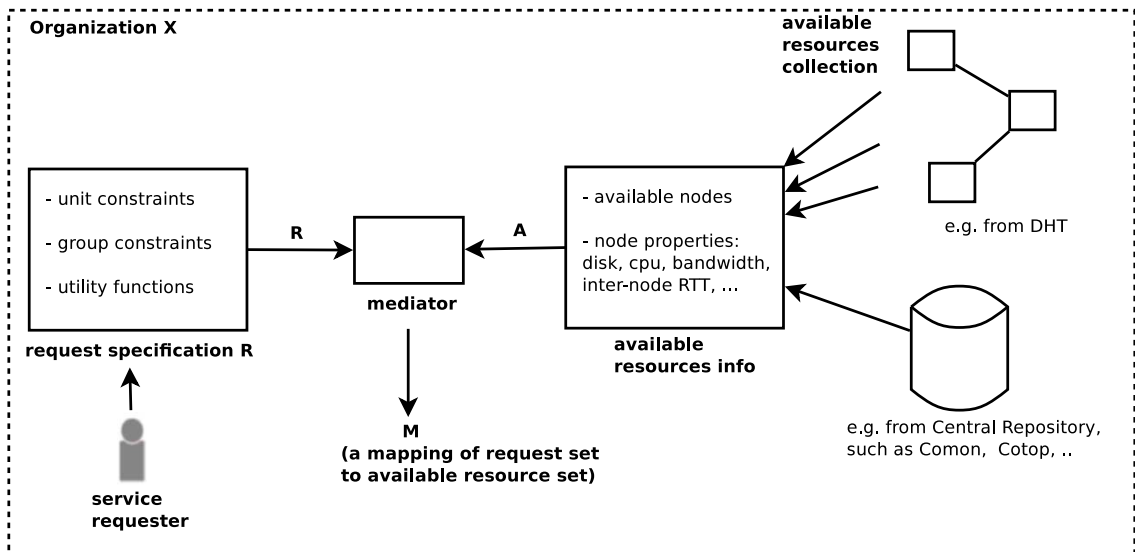 Organization X
available
resources
collection
- unit constraints
- group constraints
- utility functions
R
mediator
A
- available nodes
- node properties:
disk, cpu, bandwidth,
inter-node RTT, ...
e.g. from DHT
request specification R
available
resources info
M
(a mapping of request set
to available resource set)
e.g. from Central Repository,
such as Comon, Cotop, ..
service
requester